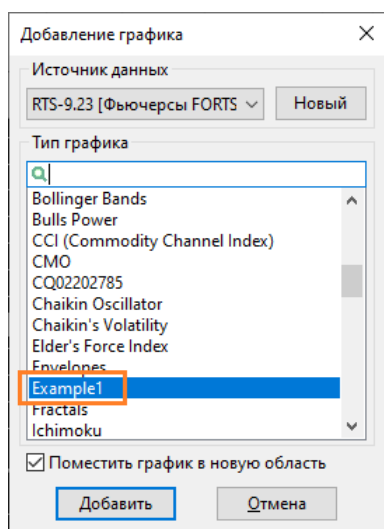 Добавление графика
Источник данных
RTS-9.23 [Фьючерсы FORTS
Новый
Тип графика
Bollinger Bands
Bulls Power
CCI (Commodity Channel Index)
CMO
CQ02202785
Chaikin Oscillator
Chaikin's Volatility
Elder's Force Index
Envelopes
Example1
Fractals
Ichimoku
Поместить график в новую область
Добавить
Отмена